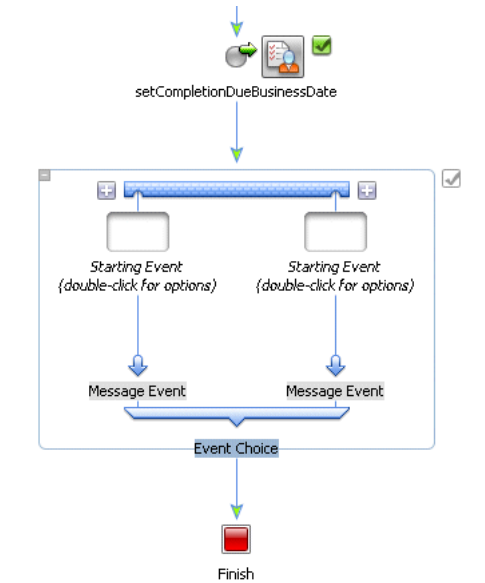 setCompletionDueBusinessDate
Starting Event
(double-click for options)
Starting Event
(double-click for options)
Message Event
Message Event
Event Choice
Finish